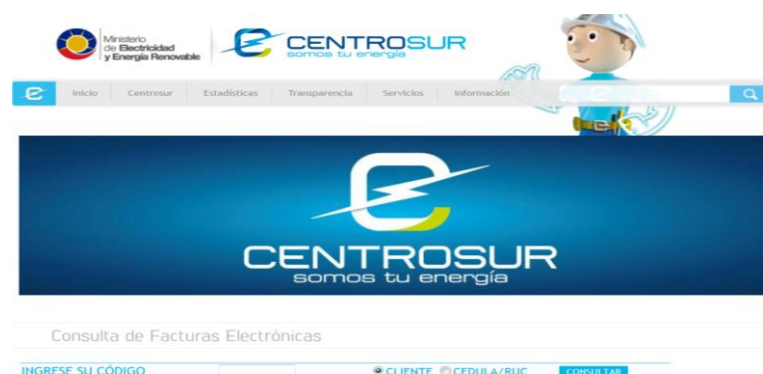 Ministerio
de Electricidad
y Energía Renovable
CENTROSUR
somos tu energía
Inicio Centrosur Estadísticas Transparencia Servicios Información
CENTROSUR
somos tu energía
Consulta de Facturas Electrónicas
INGRESE SU CÓDIGO CLIENTE CEDULA/RUC CONSULTAR